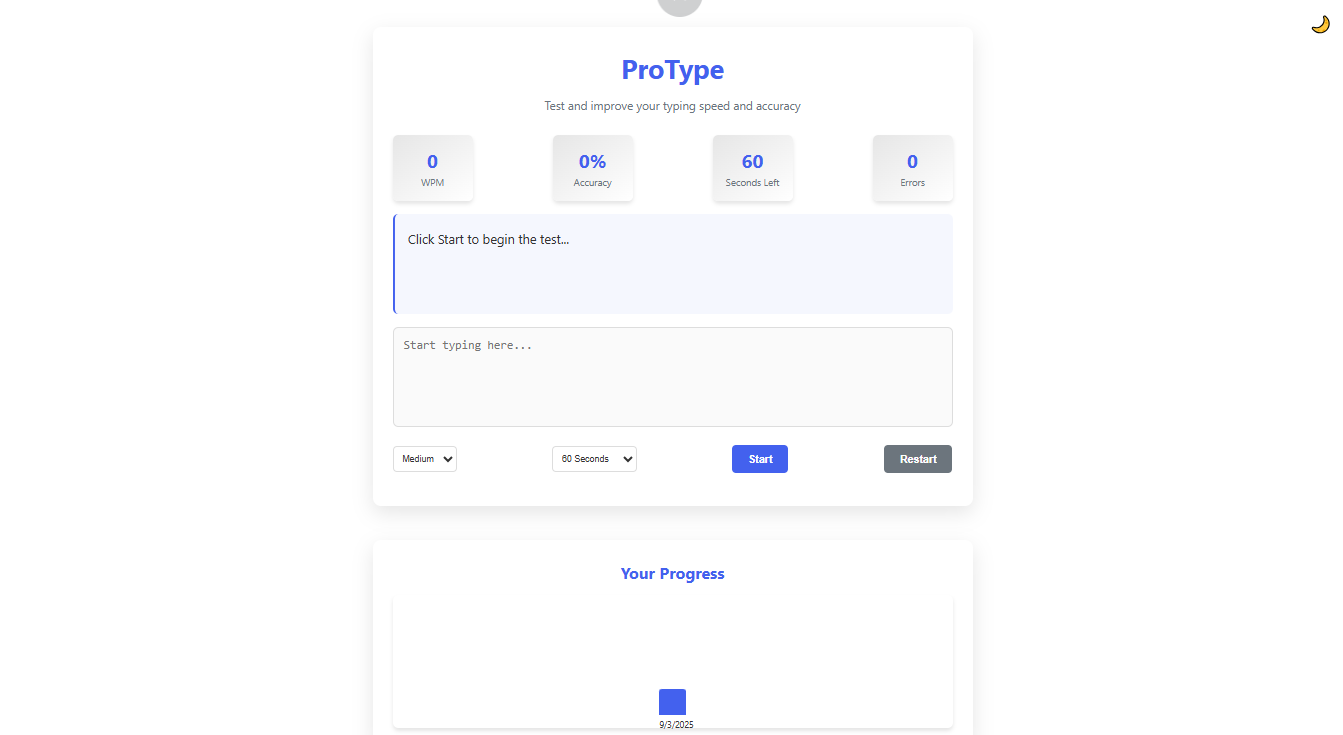 ProType
Test and improve your typing speed and accuracy
0 0% 60 0
WPM Accuracy Seconds Left Errors
Click Start to begin the test...
Start typing here...
Medium 60 Seconds Start Restart
Your Progress
9/3/2025